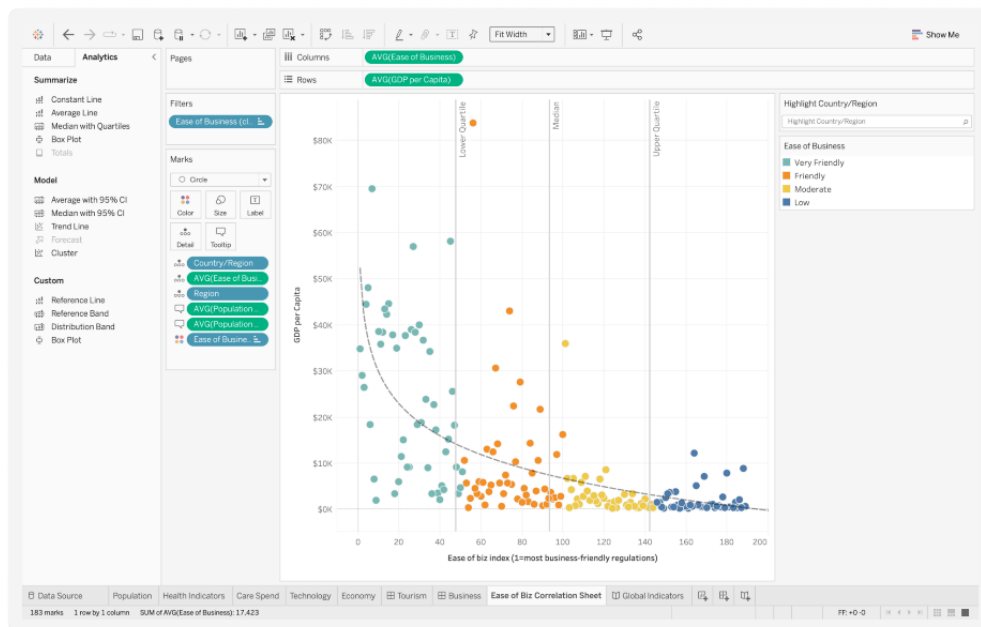 Fit Width
Show Me
Data
Analytics
Pages
Columns
AVG(Ease of Business)
Rows
AVG(GDP per Capita)
Summarize
Constant Line
Average Line
Median with Quartiles
Box Plot
Totals
Model
Average with 95% CI
Median with 95% CI
Trend Line
Forecast
Cluster
Custom
Reference Line
Reference Band
Distribution Band
Box Plot
Filters
Ease of Business (cl..
Marks
Circle
Color
Size
Label
Detail
Tooltip
Country/Region
AVG(Ease of Busi..
Region
AVG(Population ..
AVG(Population ..
Ease of Busine..
Lower Quartile
Median
Upper Quartile
GDP per Capita
$80K
$70K
$60K
$50K
$40K
$30K
$20K
$10K
$0K
0 20 40 60 80 100 120 140 160 180 200
Ease of biz index (1=most business-friendly regulations)
Highlight Country/Region
Highlight Country/Region
Ease of Business
Very Friendly
Friendly
Moderate
Low
Data Source
Population
Health Indicators
Care Spend
Technology
Economy
Tourism
Business
Ease of Biz Correlation Sheet
Global Indicators
183 marks 1 row by 1 column SUM of AVG(Ease of Business): 17,423
FF: +0 -0